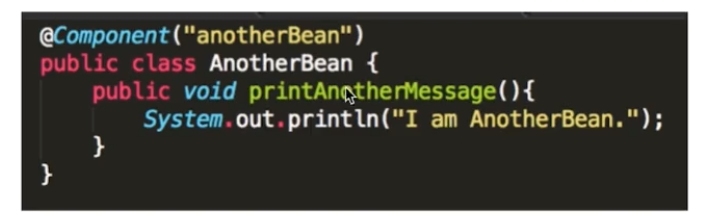 @Component("anotherBean")
public class AnotherBean {
    public void printAnotherMessage(){
        System.out.println("I am AnotherBean.");
    }
}